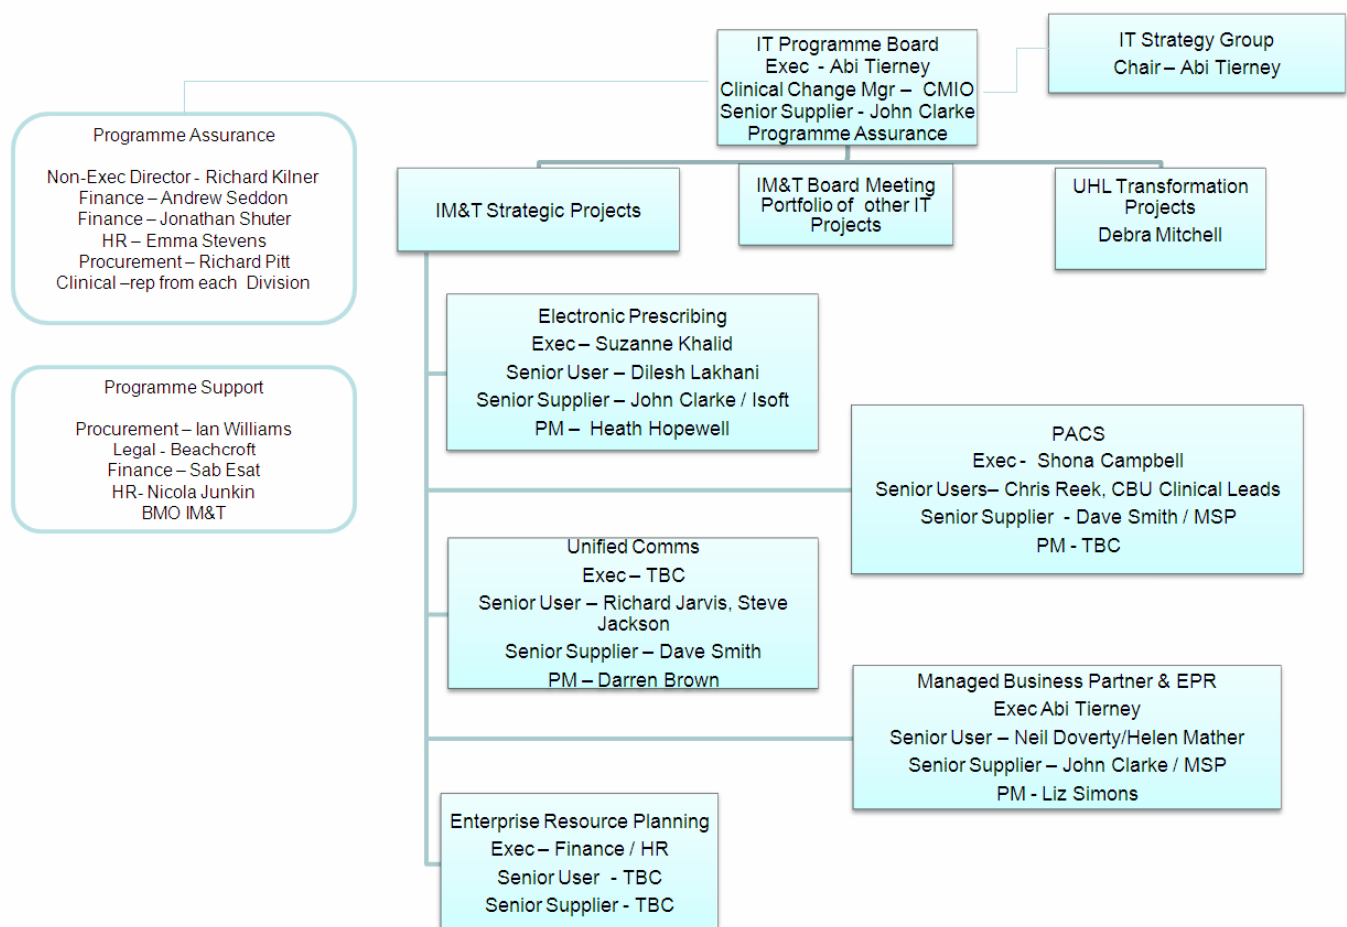 IT Programme Board
Exec - Abi Tierney
Clinical Change Mgr – CMIO
Senior Supplier - John Clarke
Programme Assurance
IT Strategy Group
Chair – Abi Tierney
Programme Assurance
Non-Exec Director - Richard Kilner
Finance – Andrew Seddon
Finance – Jonathan Shuter
HR – Emma Stevens
Procurement – Richard Pitt
Clinical –rep from each Division
IM&T Strategic Projects
IM&T Board Meeting
Portfolio of other IT
Projects
UHL Transformation
Projects
Debra Mitchell
Electronic Prescribing
Exec – Suzanne Khalid
Senior User – Dilesh Lakhani
Senior Supplier – John Clarke / Isoft
PM – Heath Hopewell
Programme Support
Procurement – Ian Williams
Legal - Beachcroft
Finance – Sab Esat
HR- Nicola Junkin
BMO IM&T
PACS
Exec - Shona Campbell
Senior Users– Chris Reek, CBU Clinical Leads
Senior Supplier - Dave Smith / MSP
PM - TBC
Unified Comms
Exec – TBC
Senior User – Richard Jarvis, Steve
Jackson
Senior Supplier – Dave Smith
PM – Darren Brown
Managed Business Partner & EPR
Exec Abi Tierney
Senior User – Neil Doverty/Helen Mather
Senior Supplier – John Clarke / MSP
PM - Liz Simons
Enterprise Resource Planning
Exec – Finance / HR
Senior User - TBC
Senior Supplier - TBC